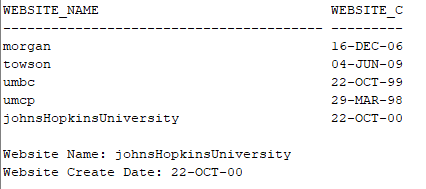 WEBSITE_NAME WEBSITE_C
---------------------------------------- ---------
morgan 16-DEC-06
towson 04-JUN-09
umbc 22-OCT-99
umcp 29-MAR-98
johnsHopkinsUniversity 22-OCT-00
Website Name: johnsHopkinsUniversity
Website Create Date: 22-OCT-00